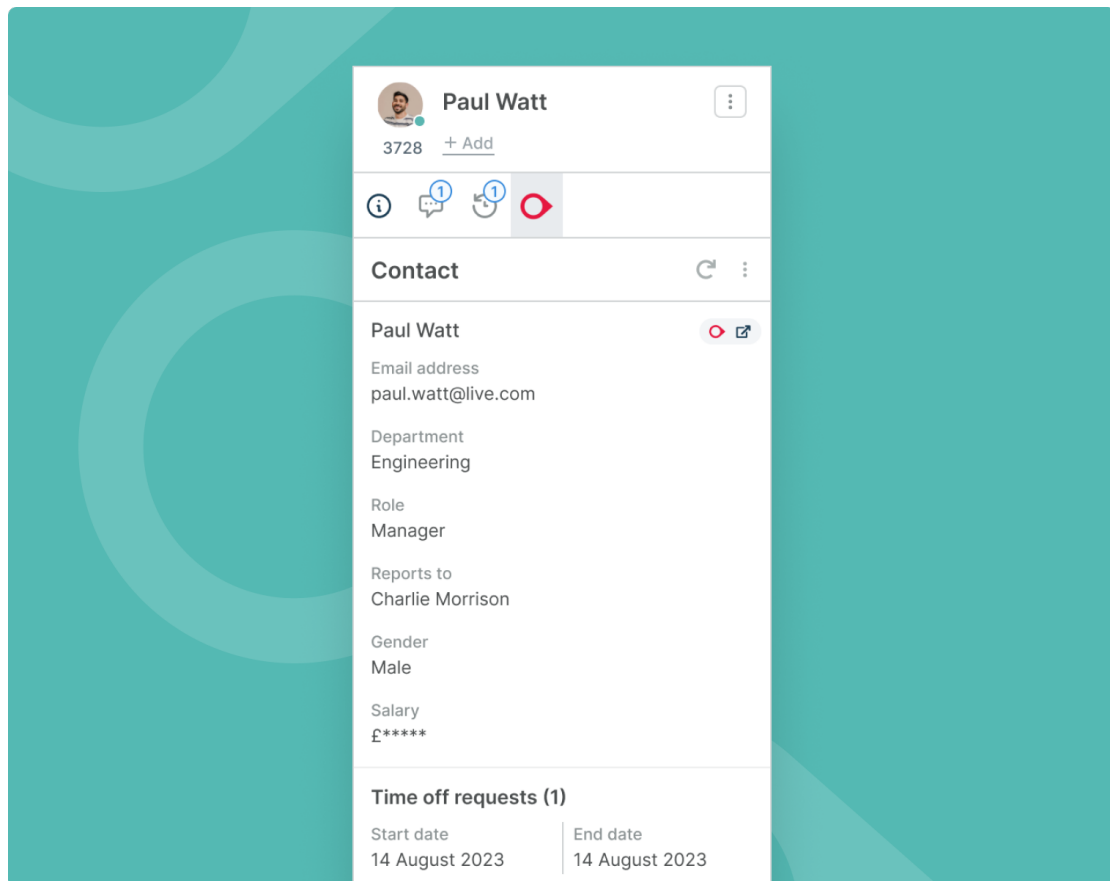 Paul Watt
3728
+ Add
1
1
Contact
Paul Watt
Email address
paul.watt@live.com
Department
Engineering
Role
Manager
Reports to
Charlie Morrison
Gender
Male
Salary
£*****
Time off requests (1)
Start date
End date
14 August 2023
14 August 2023